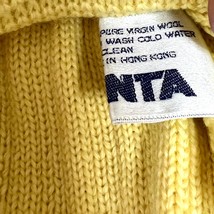 PURE VIRGIN WOOL
WASH COLD WATER
CLEAN
IN HONG KONG
NTA